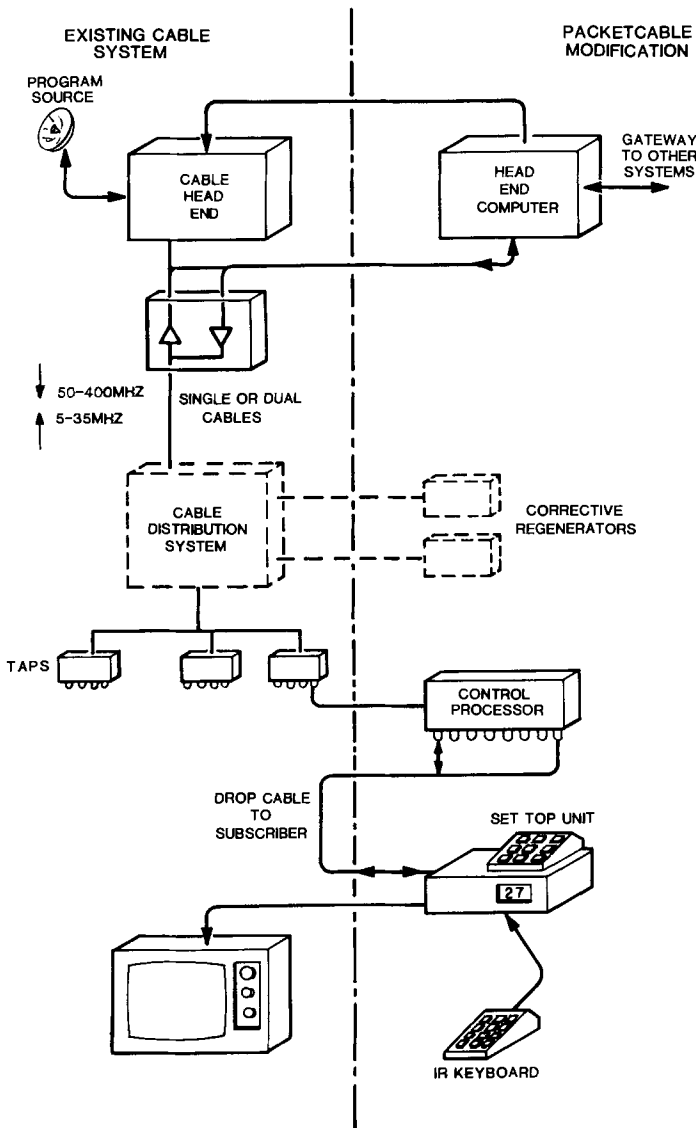 EXISTING CABLE
SYSTEM
PACKETCABLE
MODIFICATION
PROGRAM
SOURCE
CABLE
HEAD
END
HEAD
END
COMPUTER
GATEWAY
TO OTHER
SYSTEMS
50-400MHZ
5-35MHZ
SINGLE OR DUAL
CABLES
CABLE
DISTRIBUTION
SYSTEM
CORRECTIVE
REGENERATORS
TAPS
CONTROL
PROCESSOR
DROP CABLE
TO
SUBSCRIBER
SET TOP UNIT
27
IR KEYBOARD